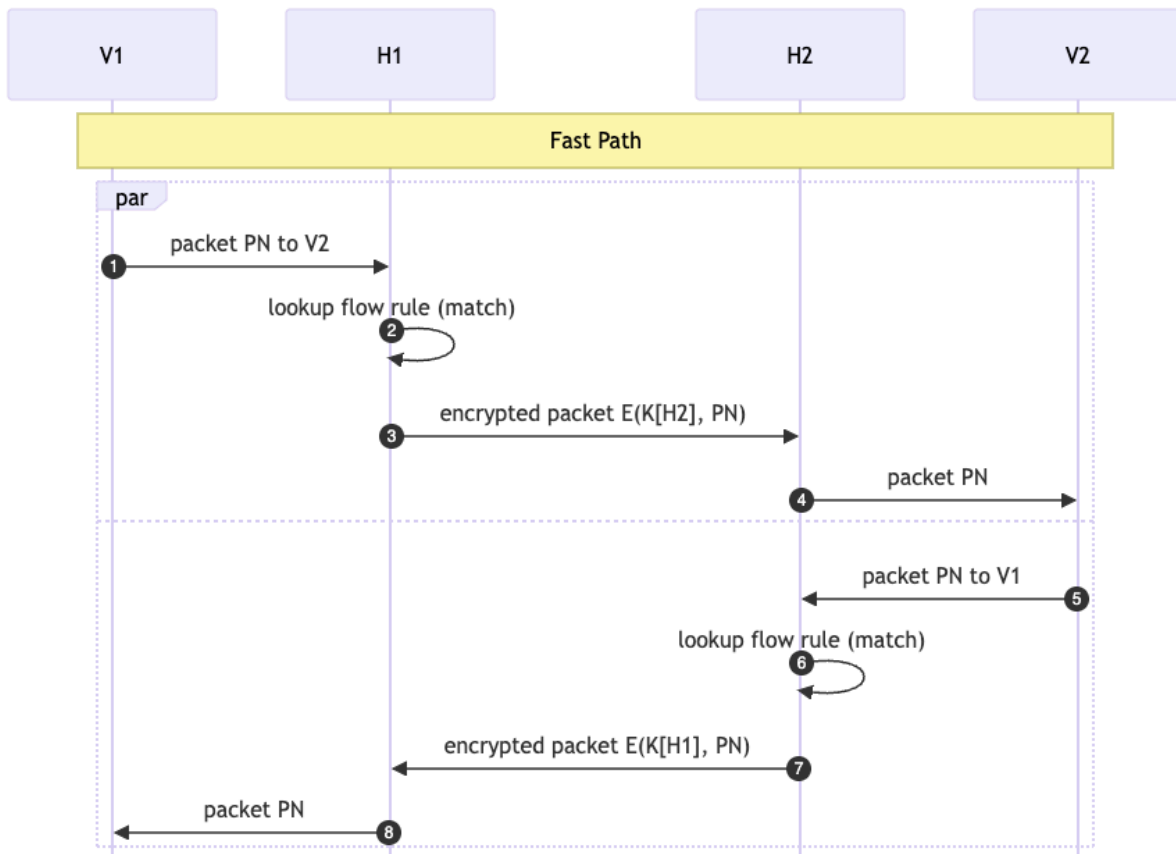 V1
H1
H2
V2
Fast Path
par
packet PN to V2
1
lookup flow rule (match)
2
encrypted packet E(K[H2], PN)
3
packet PN
4
packet PN to V1
5
lookup flow rule (match)
6
encrypted packet E(K[H1], PN)
7
packet PN
8